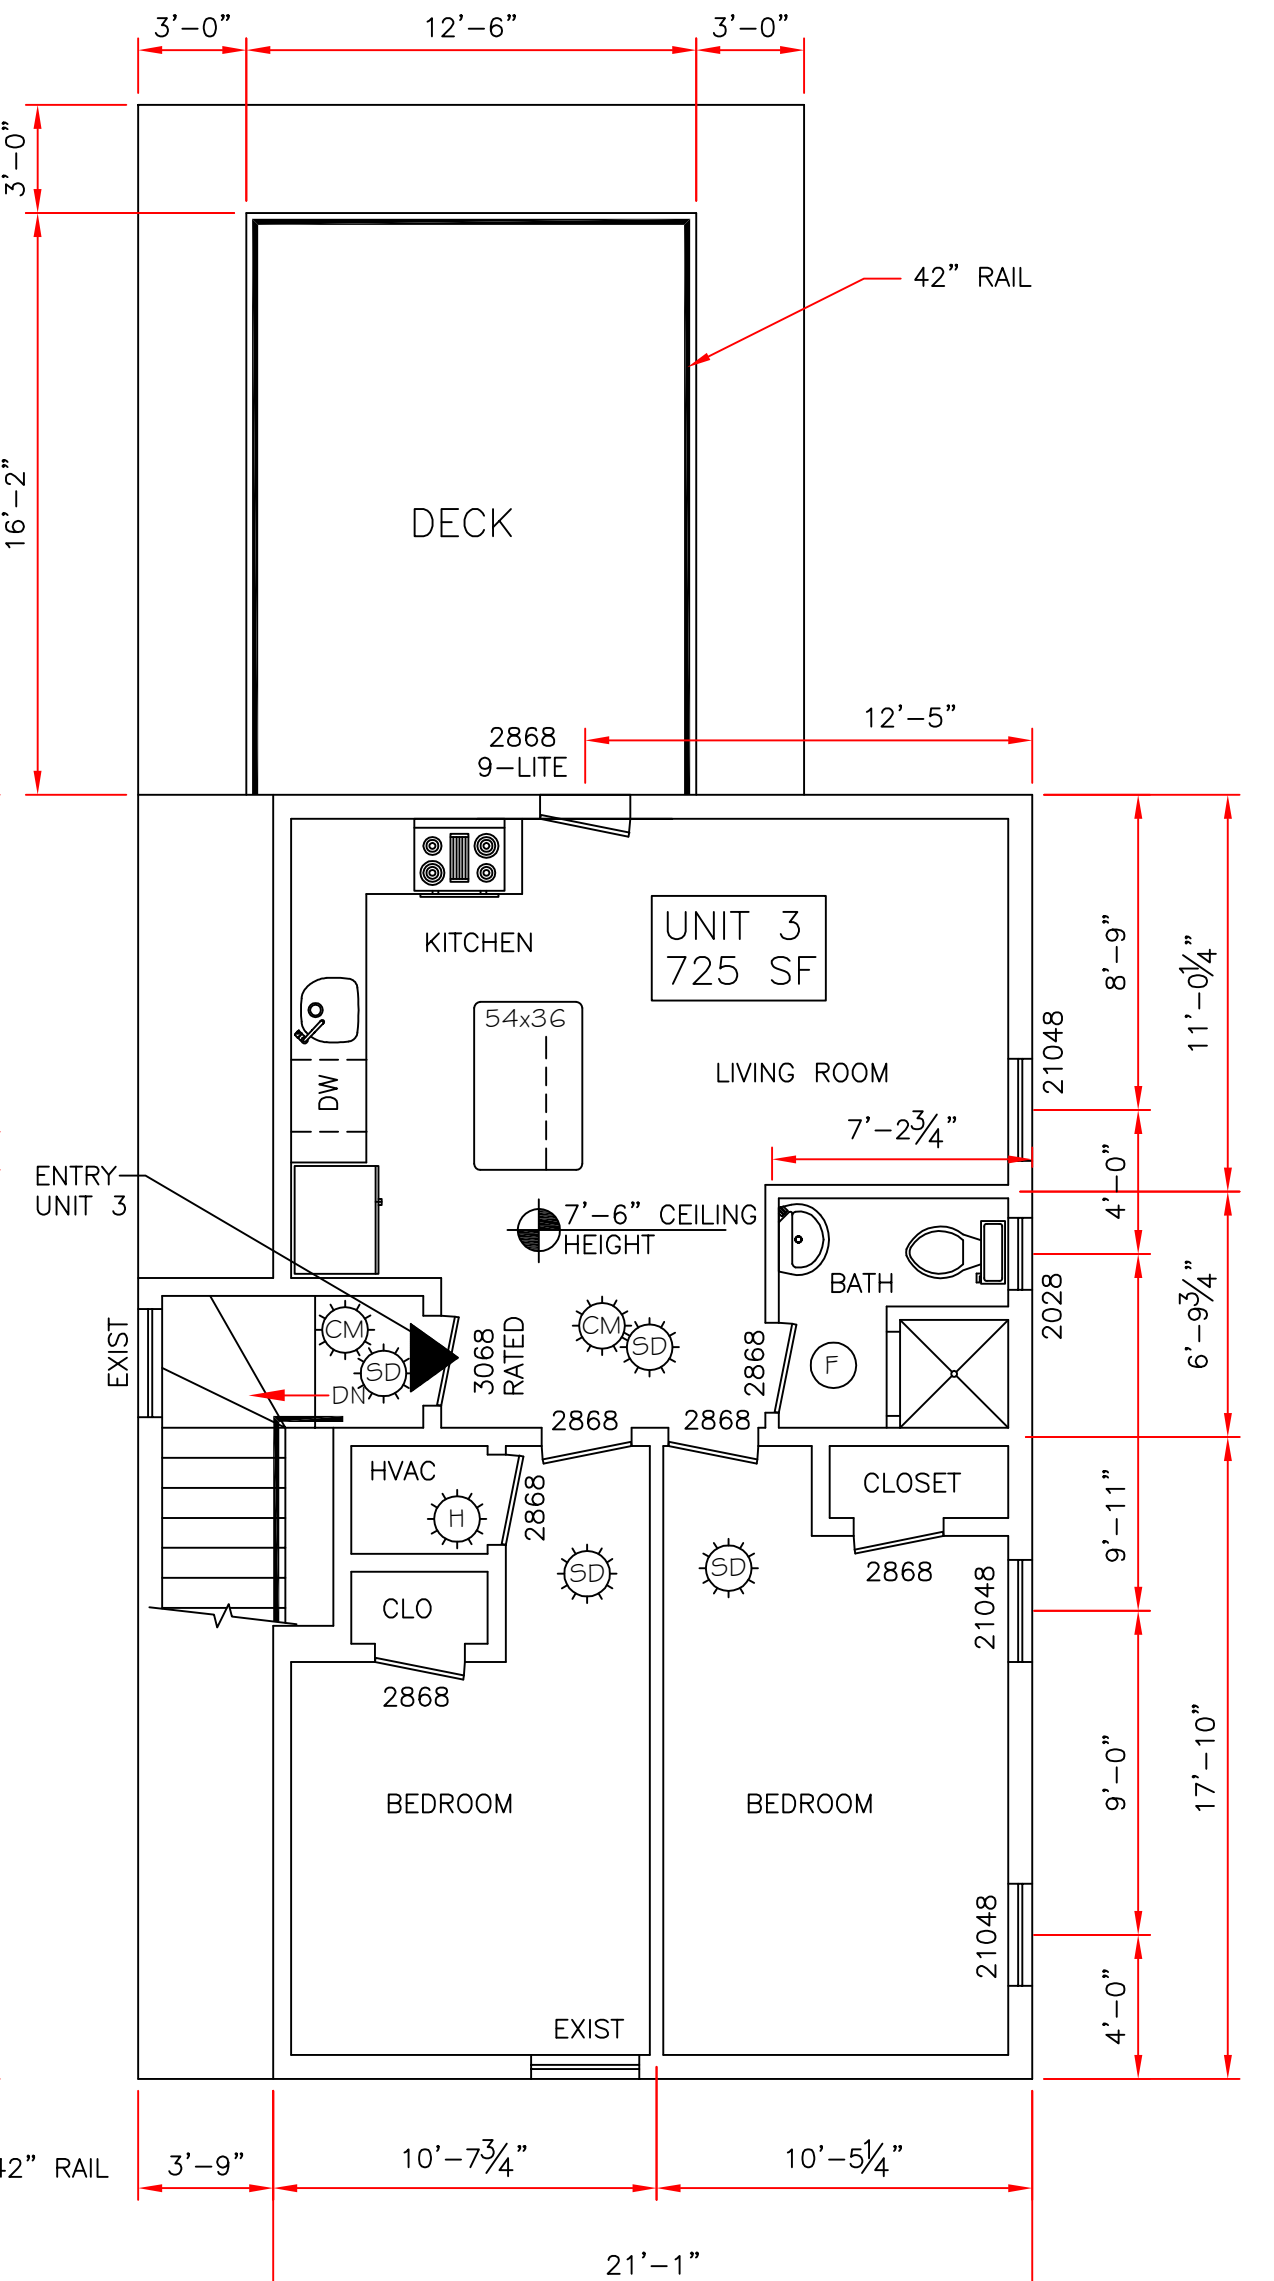 3'-0" 12'-6" 3'-0"
3'-0"
42" RAIL
16'-2"
DECK
12'-5"
2868
9-LITE
UNIT 3
725 SF
KITCHEN
8'-9"
11'-0¼"
54x36
21048
LIVING ROOM
DW
7'-2¾"
4'-0"
ENTRY
UNIT 3
7'-6" CEILING
HEIGHT
BATH
2028
6'-9¾"
EXIST
CM
SD
DN
3068
RATED
CM
SD
2868
F
2868
2868
HVAC
H
2868
CLOSET
2868
9'-11"
SD
SD
21048
CLO
2868
9'-0"
17'-10"
BEDROOM
BEDROOM
21048
4'-0"
EXIST
42" RAIL
3'-9"
10'-7¾"
10'-5¼"
21'-1"